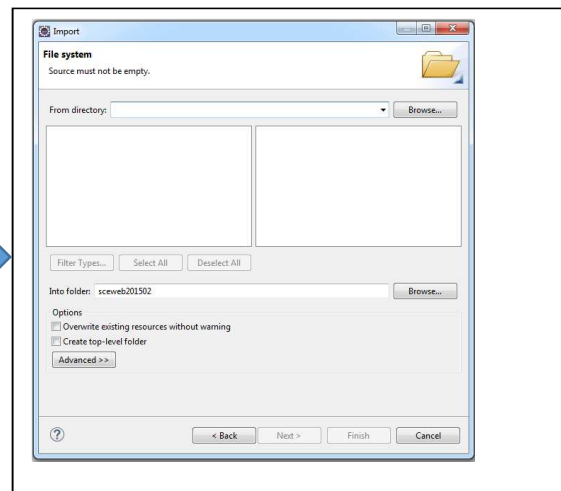 Import
File system
Source must not be empty.
From directory: Browse...
Filter Types... Select All Deselect All
Into folder: sceweb201502 Browse...
Options
Overwrite existing resources without warning
Create top-level folder
Advanced >>
? < Back Next > Finish Cancel